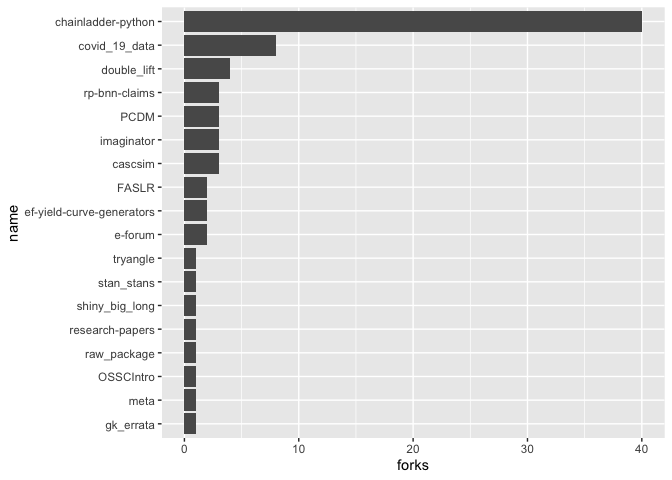 chainladder-python
covid_19_data
double_lift
rp-bnn-claims
PCDM
imaginator
cascsim
FASLR
ef-yield-curve-generators
e-forum
tryangle
stan_stans
shiny_big_long
research-papers
raw_package
OSSCIntro
meta
gk_errata
name
0 10 20 30 40
forks